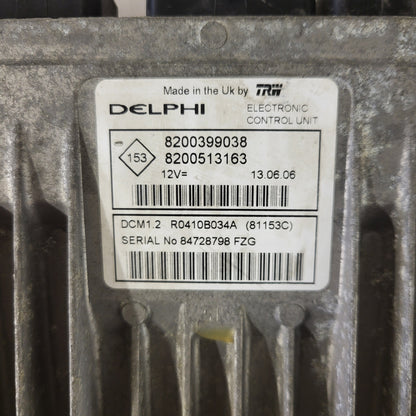 Made in the Uk by TRW
DELPHI ELECTRONIC CONTROL UNIT
8200399038
153 8200513163
12V= 13.06.06
DCM1.2 R0410B034A (81153C)
SERIAL No 84728798 FZG